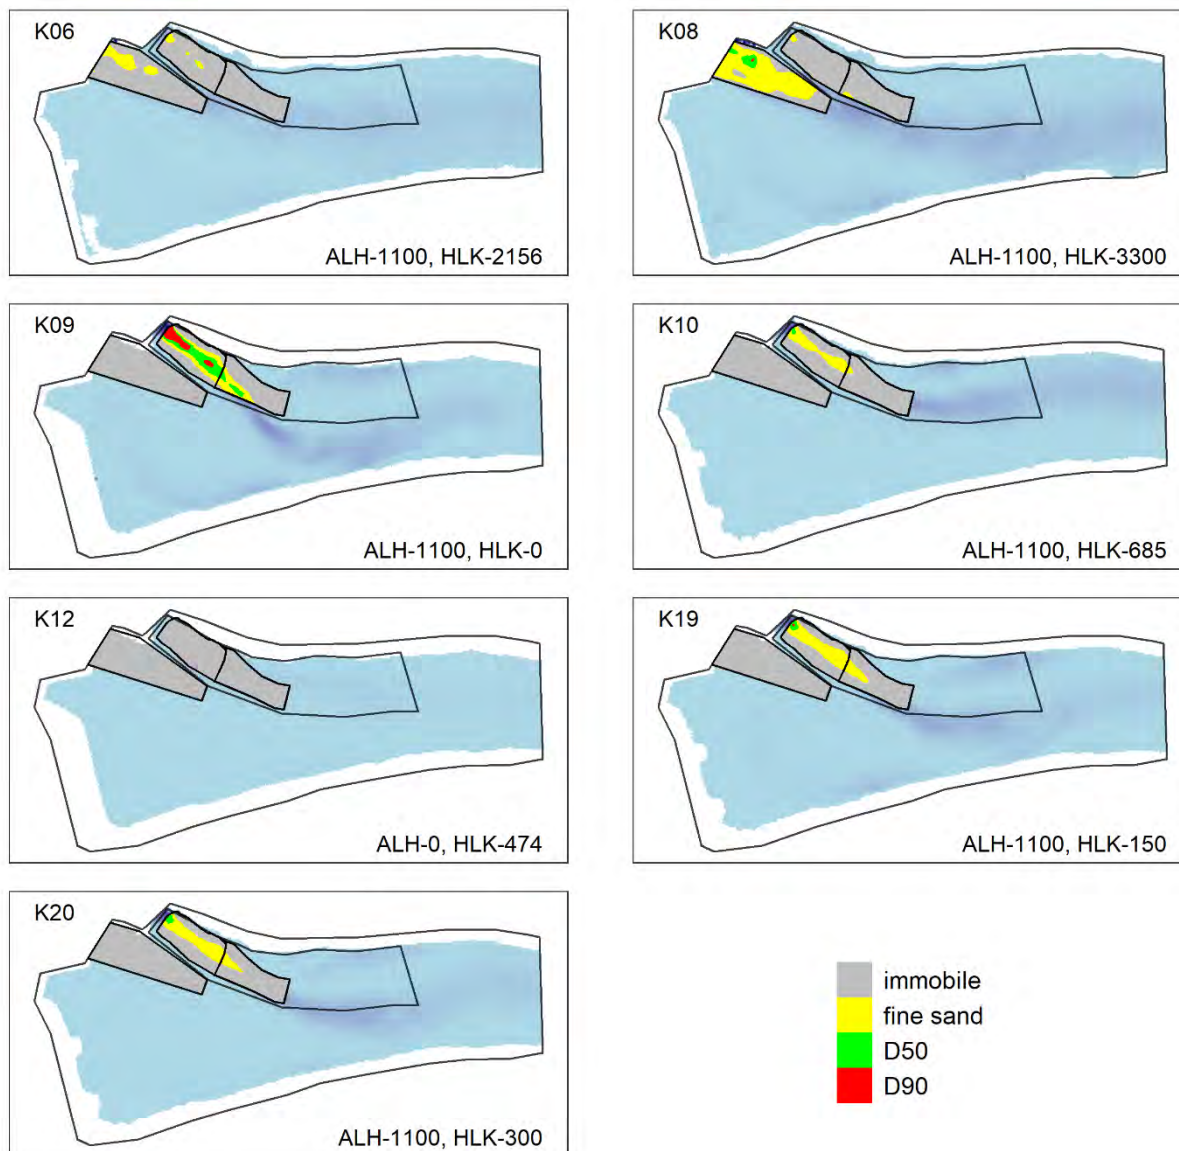 K06
ALH-1100, HLK-2156
K08
ALH-1100, HLK-3300
K09
ALH-1100, HLK-0
K10
ALH-1100, HLK-685
K12
ALH-0, HLK-474
K19
ALH-1100, HLK-150
K20
ALH-1100, HLK-300
immobile
fine sand
D50
D90